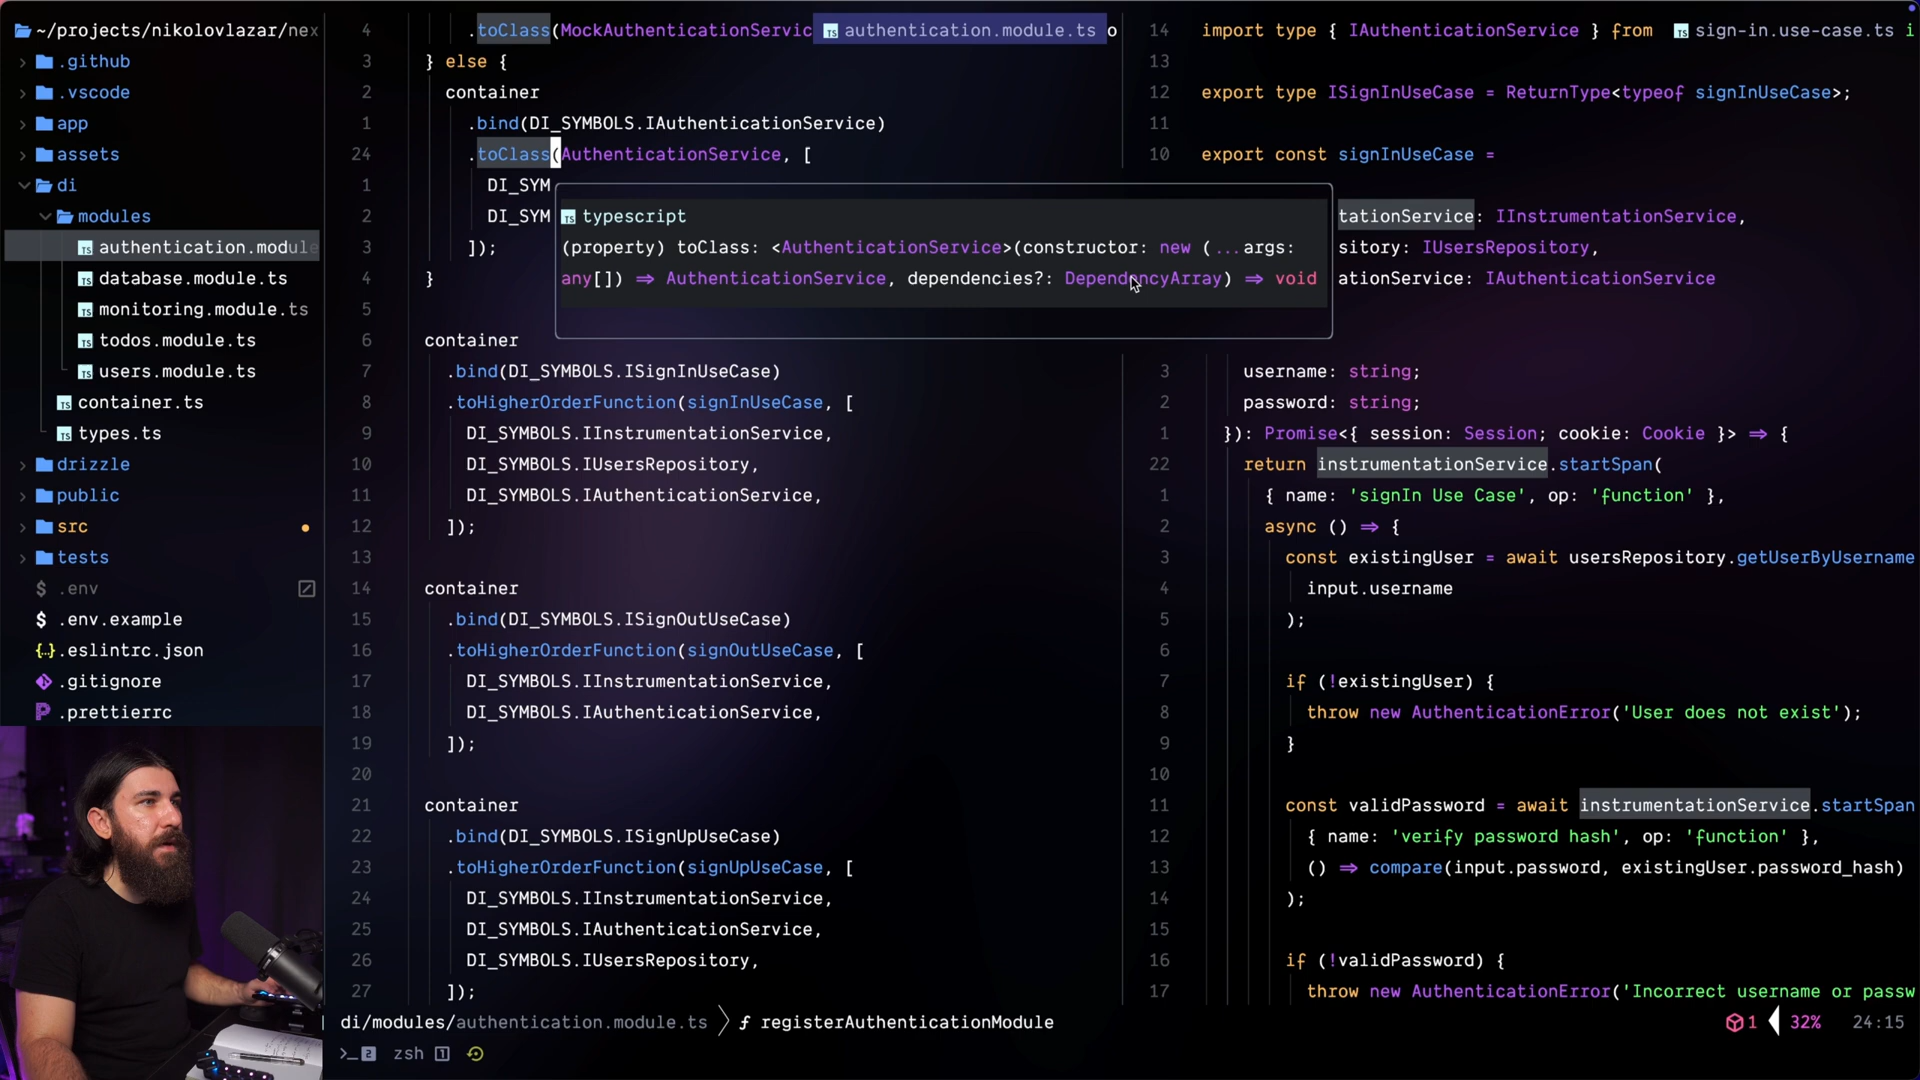 ~/projects/nikolovlazar/nex
.github
.vscode
app
assets
di
modules
authentication.module
database.module.ts
monitoring.module.ts
todos.module.ts
users.module.ts
container.ts
types.ts
drizzle
public
src
tests
$ .env
$ .env.example
{..} .eslintrc.json
.gitignore
.prettierrc
4 .toClass(MockAuthenticationServic
TS authentication.module.ts o
3 } else {
2 container
1 .bind(DI_SYMBOLS.IAuthenticationService)
24 .toClass(AuthenticationService, [
1 DI_SYM
2 DI_SYM
3 ]);
4 }
5
6 container
7 .bind(DI_SYMBOLS.ISignInUseCase)
8 .toHigherOrderFunction(signInUseCase, [
9 DI_SYMBOLS.IInstrumentationService,
10 DI_SYMBOLS.IUsersRepository,
11 DI_SYMBOLS.IAuthenticationService,
12 ]);
13
14 container
15 .bind(DI_SYMBOLS.ISignOutUseCase)
16 .toHigherOrderFunction(signOutUseCase, [
17 DI_SYMBOLS.IInstrumentationService,
18 DI_SYMBOLS.IAuthenticationService,
19 ]);
20
21 container
22 .bind(DI_SYMBOLS.ISignUpUseCase)
23 .toHigherOrderFunction(signUpUseCase, [
24 DI_SYMBOLS.IInstrumentationService,
25 DI_SYMBOLS.IAuthenticationService,
26 DI_SYMBOLS.IUsersRepository,
27 ]);
TS typescript
(property) toClass: <AuthenticationService>(constructor: new (...args:
any[]) => AuthenticationService, dependencies?: DependencyArray) => void
14 import type { IAuthenticationService } from
TS sign-in.use-case.ts i
13
12 export type ISignInUseCase = ReturnType<typeof signInUseCase>;
11
10 export const signInUseCase =
tationService: IInstrumentationService,
sitory: IUsersRepository,
ationService: IAuthenticationService
3 username: string;
2 password: string;
1 }): Promise<{ session: Session; cookie: Cookie }> => {
22 return instrumentationService.startSpan(
1 { name: 'signIn Use Case', op: 'function' },
2 async () => {
3 const existingUser = await usersRepository.getUserByUsername
4 input.username
5 );
6
7 if (!existingUser) {
8 throw new AuthenticationError('User does not exist');
9 }
10
11 const validPassword = await instrumentationService.startSpan
12 { name: 'verify password hash', op: 'function' },
13 () => compare(input.password, existingUser.password_hash)
14 );
15
16 if (!validPassword) {
17 throw new AuthenticationError('Incorrect username or passw
di/modules/authentication.module.ts 〉 ƒ registerAuthenticationModule
1 32% 24:15
>_ 2 zsh 1